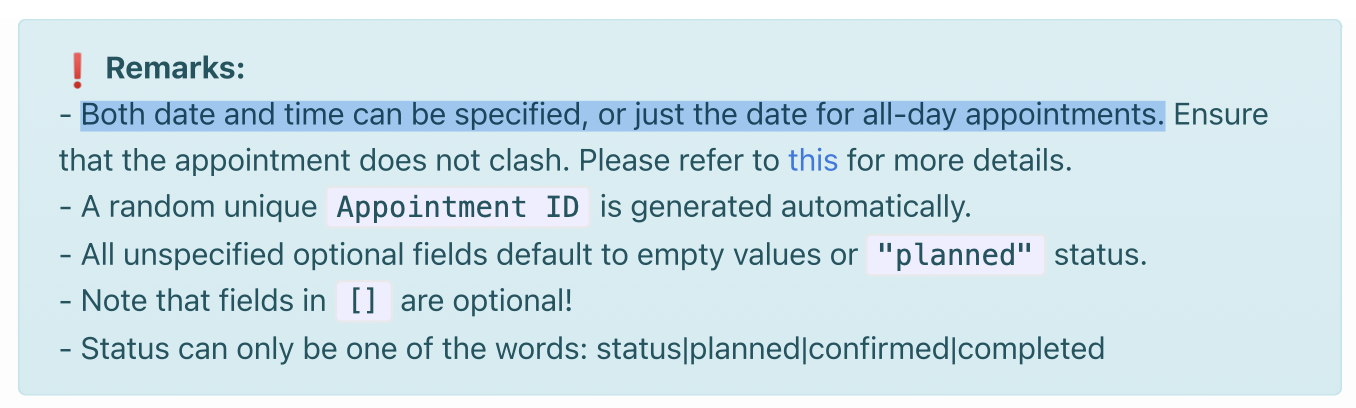 ❗ Remarks:
- Both date and time can be specified, or just the date for all-day appointments. Ensure
that the appointment does not clash. Please refer to this for more details.
- A random unique Appointment ID is generated automatically.
- All unspecified optional fields default to empty values or "planned" status.
- Note that fields in [] are optional!
- Status can only be one of the words: status|planned|confirmed|completed